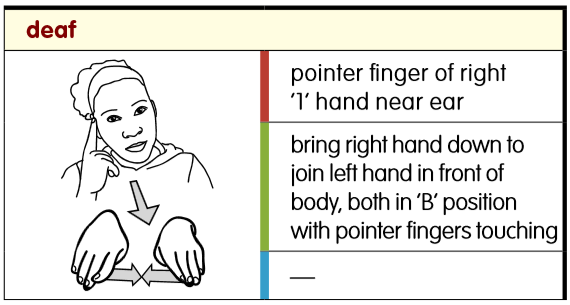 deaf
pointer finger of right
'1' hand near ear
bring right hand down to
join left hand in front of
body, both in 'B' position
with pointer fingers touching
—